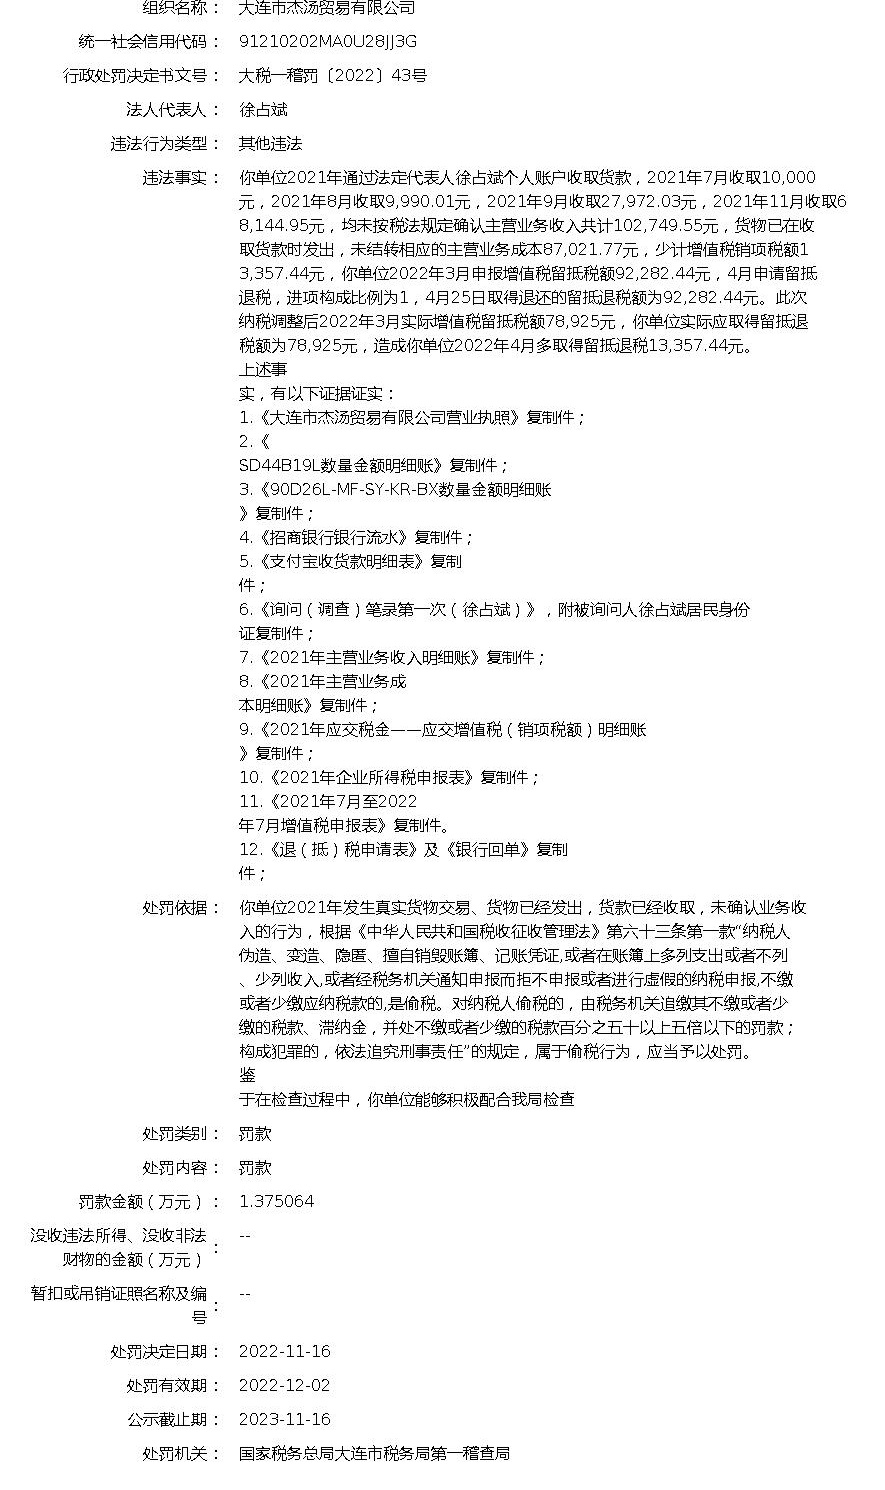 组织名称： 大连市杰汤贸易有限公司
统一社会信用代码： 91210202MA0U28JJ3G
行政处罚决定书文号： 大税一稽罚〔2022〕43号
法人代表人： 徐占斌
违法行为类型： 其他违法
违法事实： 你单位2021年通过法定代表人徐占斌个人账户收取货款，2021年7月收取10,000
元，2021年8月收取9,990.01元，2021年9月收取27,972.03元，2021年11月收取6
8,144.95元，均未按税法规定确认主营业务收入共计102,749.55元，货物已在收
取货款时发出，未结转相应的主营业务成本87,021.77元，少计增值税销项税额1
3,357.44元，你单位2022年3月申报增值税留抵税额92,282.44元，4月申请留抵
退税，进项构成比例为1，4月25日取得退还的留抵退税额为92,282.44元。此次
纳税调整后2022年3月实际增值税留抵税额78,925元，你单位实际应取得留抵退
税额为78,925元，造成你单位2022年4月多取得留抵退税13,357.44元。
上述事
实，有以下证据证实：
1.《大连市杰汤贸易有限公司营业执照》复制件；
2.《
SD44B19L数量金额明细账》复制件；
3.《90D26L-MF-SY-KR-BX数量金额明细账
》复制件；
4.《招商银行银行流水》复制件；
5.《支付宝收货款明细表》复制
件；
6.《询问（调查）笔录第一次（徐占斌）》，附被询问人徐占斌居民身份
证复制件；
7.《2021年主营业务收入明细账》复制件；
8.《2021年主营业务成
本明细账》复制件；
9.《2021年应交税金——应交增值税（销项税额）明细账
》复制件；
10.《2021年企业所得税申报表》复制件；
11.《2021年7月至2022
年7月增值税申报表》复制件。
12.《退（抵）税申请表》及《银行回单》复制
件；
处罚依据： 你单位2021年发生真实货物交易、货物已经发出，货款已经收取，未确认业务收
入的行为，根据《中华人民共和国税收征收管理法》第六十三条第一款“纳税人
伪造、变造、隐匿、擅自销毁账簿、记账凭证,或者在账簿上多列支出或者不列
、少列收入,或者经税务机关通知申报而拒不申报或者进行虚假的纳税申报,不缴
或者少缴应纳税款的,是偷税。对纳税人偷税的，由税务机关追缴其不缴或者少
缴的税款、滞纳金，并处不缴或者少缴的税款百分之五十以上五倍以下的罚款；
构成犯罪的，依法追究刑事责任”的规定，属于偷税行为，应当予以处罚。
鉴
于在检查过程中，你单位能够积极配合我局检查
处罚类别： 罚款
处罚内容： 罚款
罚款金额（万元）： 1.375064
没收违法所得、没收非法
财物的金额（万元）： --
暂扣或吊销证照名称及编
号： --
处罚决定日期： 2022-11-16
处罚有效期： 2022-12-02
公示截止期： 2023-11-16
处罚机关： 国家税务总局大连市税务局第一稽查局